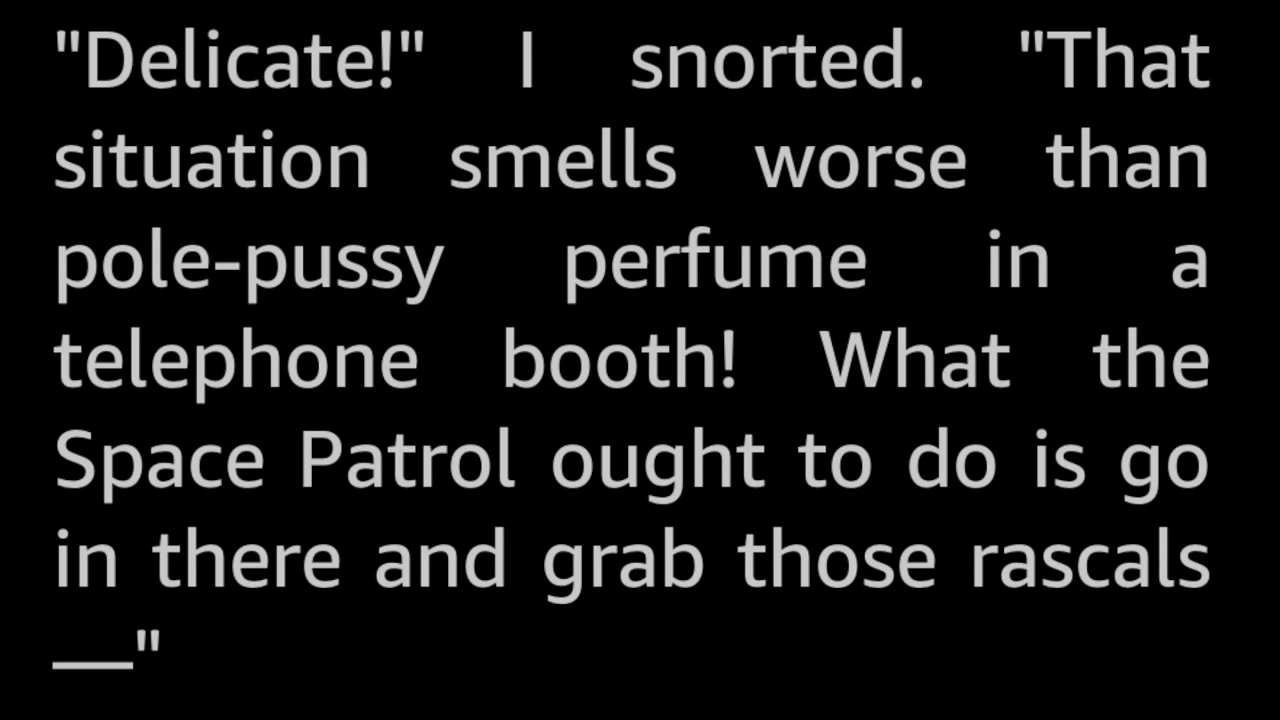 "Delicate!" I snorted. "That
situation smells worse than
pole-pussy perfume in a
telephone booth! What the
Space Patrol ought to do is go
in there and grab those rascals
__"